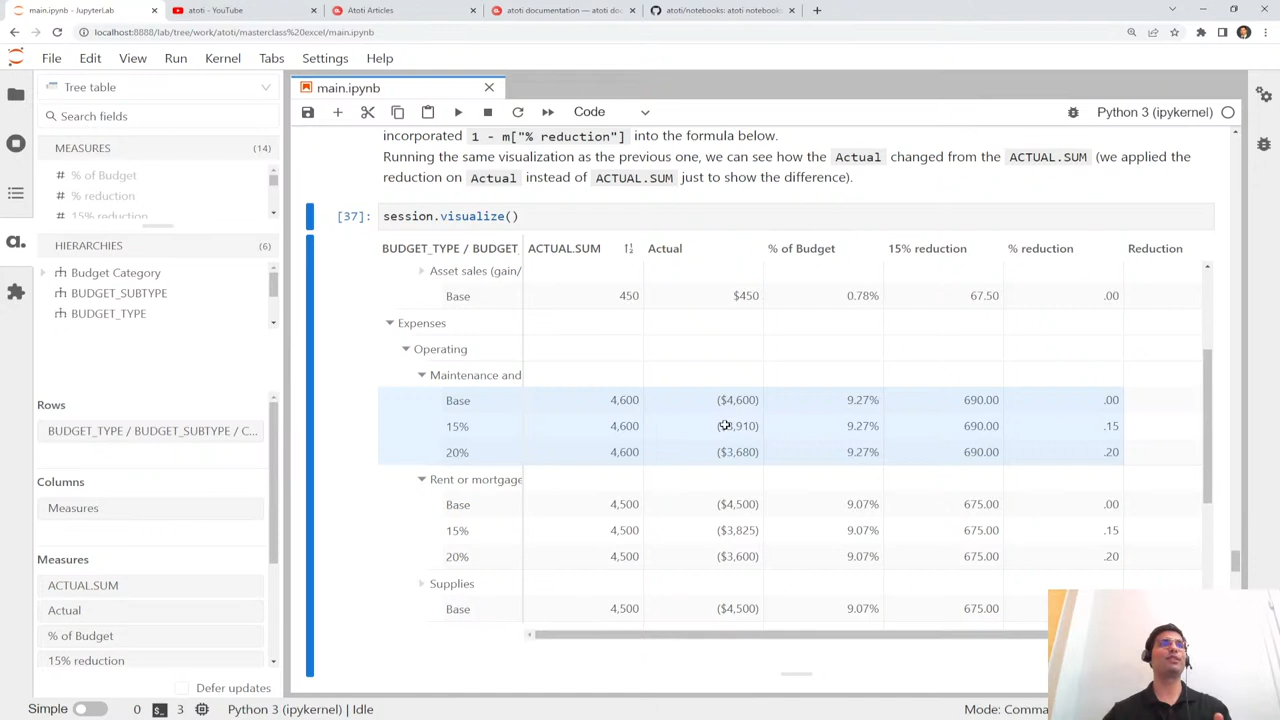 main.ipynb - JupyterLab
atoti - YouTube
Atoti Articles
atoti documentation — atoti doc
atoti/notebooks: atoti notebooks
localhost:8888/lab/tree/work/atoti/masterclass%20excel/main.ipynb
File Edit View Run Kernel Tabs Settings Help
Tree table
Search fields
MEASURES (14)
# % of Budget
# % reduction
# 15% reduction
HIERARCHIES (6)
Budget Category
BUDGET_SUBTYPE
BUDGET_TYPE
Rows
BUDGET_TYPE / BUDGET_SUBTYPE / C...
Columns
Measures
Measures
ACTUAL.SUM
Actual
% of Budget
15% reduction
Defer updates
main.ipynb
Code
Python 3 (ipykernel)
incorporated 1 - m["% reduction"] into the formula below.
Running the same visualization as the previous one, we can see how the Actual changed from the ACTUAL.SUM (we applied the
reduction on Actual instead of ACTUAL.SUM just to show the difference).
[37]: session.visualize()
BUDGET_TYPE / BUDGET_ ACTUAL.SUM Actual % of Budget 15% reduction % reduction Reduction
Asset sales (gain/
Base 450 $450 0.78% 67.50 .00
Expenses
Operating
Maintenance and
Base 4,600 ($4,600) 9.27% 690.00 .00
15% 4,600 910) 9.27% 690.00 .15
20% 4,600 ($3,680) 9.27% 690.00 .20
Rent or mortgage
Base 4,500 ($4,500) 9.07% 675.00 .00
15% 4,500 ($3,825) 9.07% 675.00 .15
20% 4,500 ($3,600) 9.07% 675.00 .20
Supplies
Base 4,500 ($4,500) 9.07% 675.00
Simple 0 3 Python 3 (ipykernel) | Idle
Mode: Comma